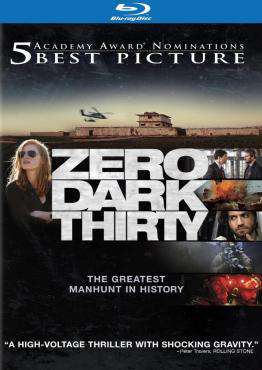 Blu-ray Disc
5 ACADEMY AWARD® NOMINATIONS
BEST PICTURE
ZERO
DARK
THIRTY
THE GREATEST
MANHUNT IN HISTORY
"A HIGH-VOLTAGE THRILLER WITH SHOCKING GRAVITY."
–Peter Travers, ROLLING STONE